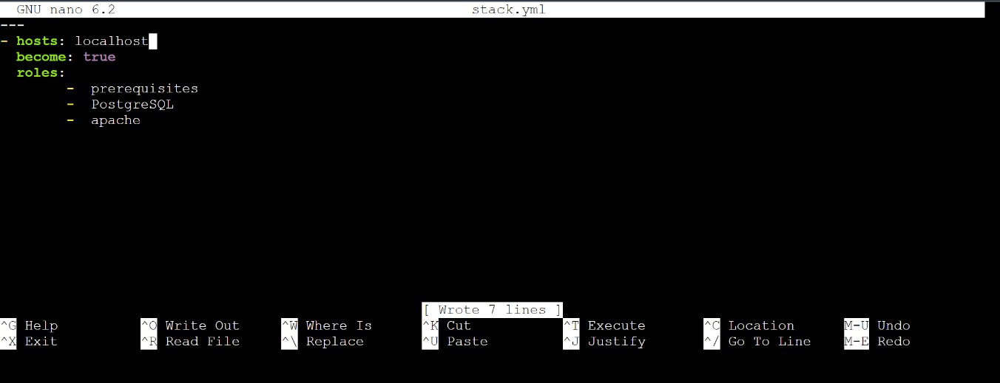 GNU nano 6.2 stack.yml
---
- hosts: localhost
  become: true
  roles:
        -  prerequisites
        -  PostgreSQL
        -  apache
[ Wrote 7 lines ]
^G Help ^O Write Out ^W Where Is ^K Cut ^T Execute ^C Location M-U Undo
^X Exit ^R Read File ^\ Replace ^U Paste ^J Justify ^/ Go To Line M-E Redo